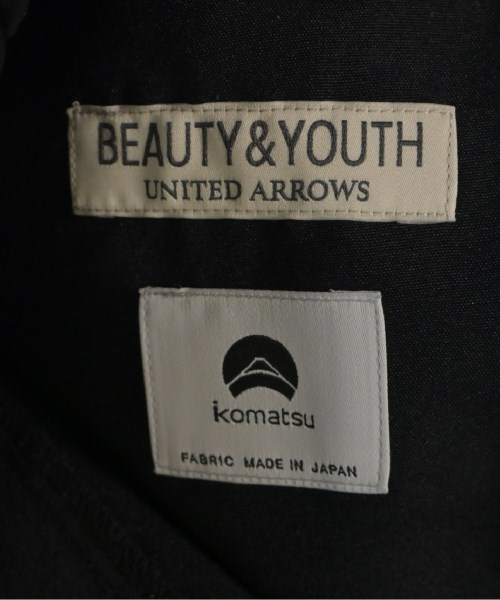 BEAUTY&YOUTH
UNITED ARROWS
komatsu
FABRIC MADE IN JAPAN